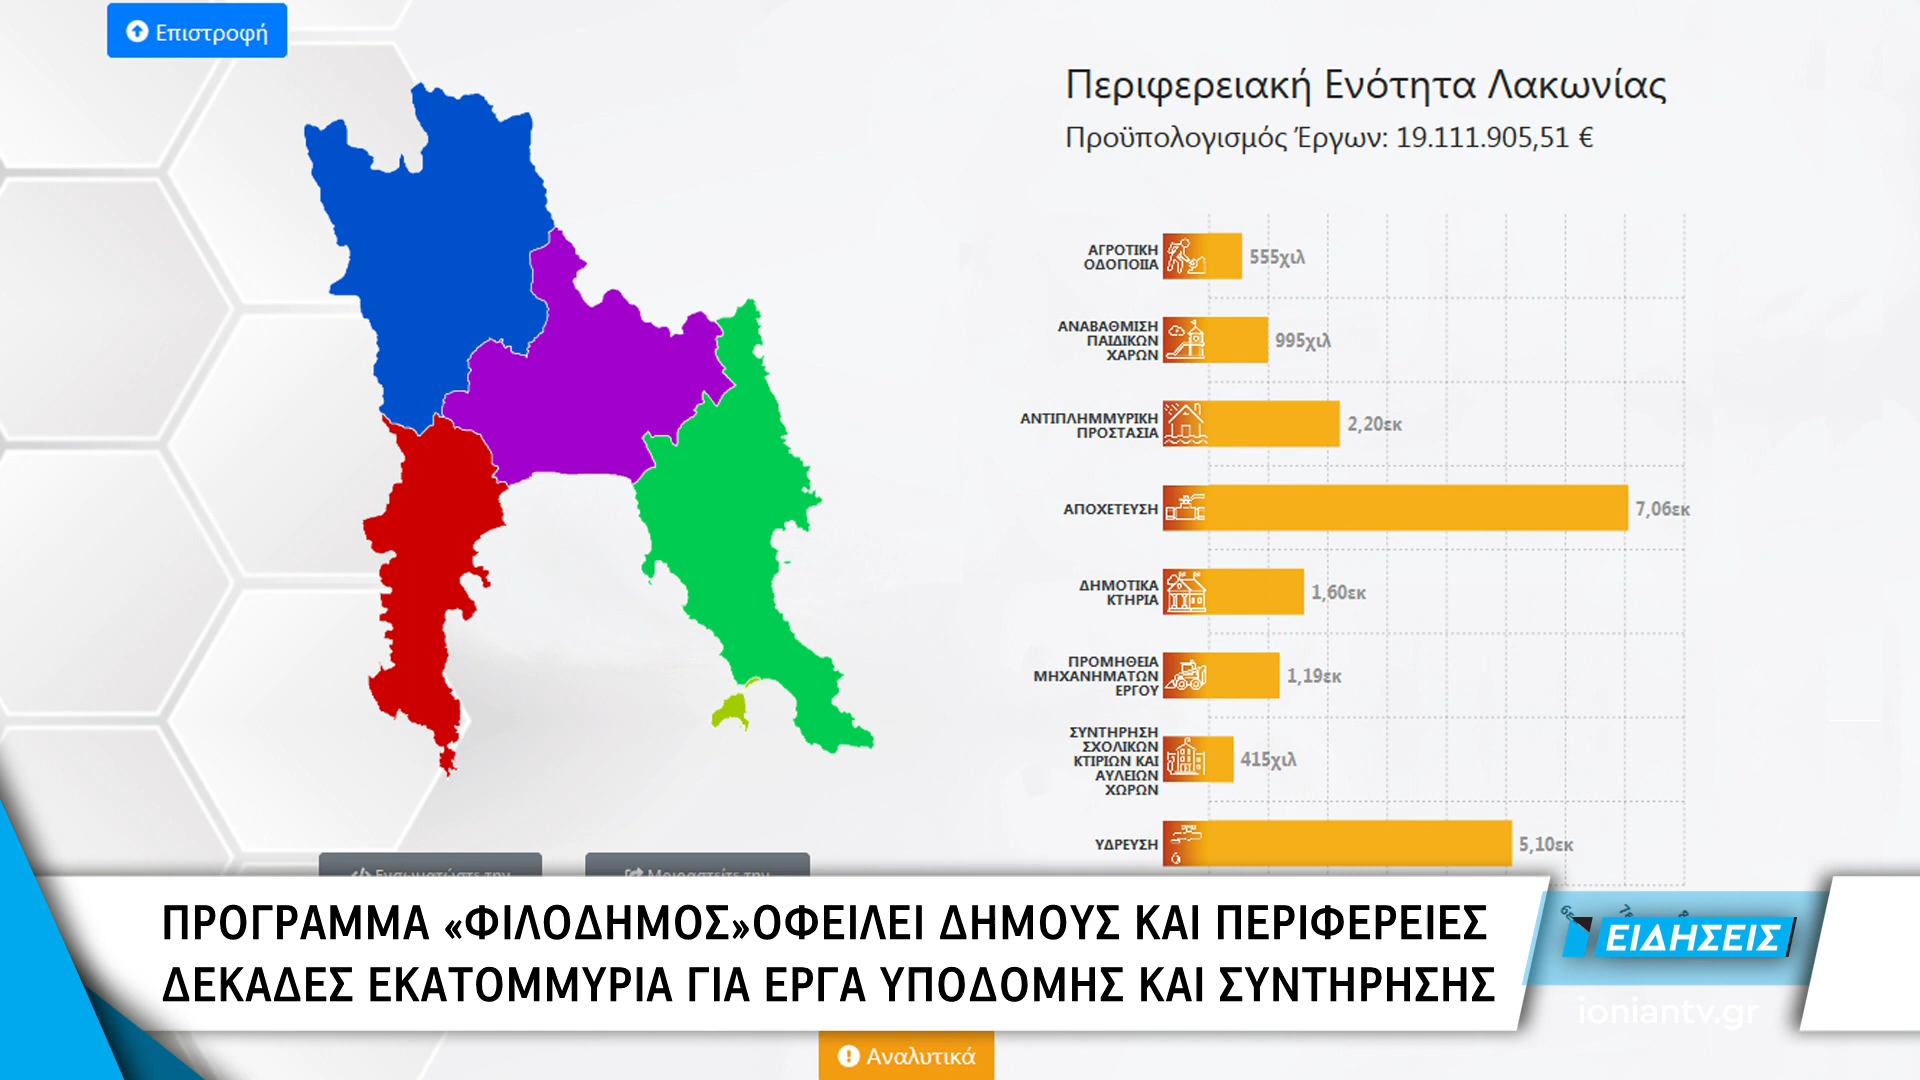 Επιστροφή
Περιφερειακή Ενότητα Λακωνίας
Προϋπολογισμός Έργων: 19.111.905,51 €
ΑΓΡΟΤΙΚΗ
ΟΔΟΠΟΙΙΑ
555χιλ
ΑΝΑΒΑΘΜΙΣΗ
ΠΑΙΔΙΚΩΝ
ΧΑΡΩΝ
995χιλ
ΑΝΤΙΠΛΗΜΜΥΡΙΚΗ
ΠΡΟΣΤΑΣΙΑ
2,20εκ
ΑΠΟΧΕΤΕΥΣΗ
7,06εκ
ΔΗΜΟΤΙΚΑ
ΚΤΗΡΙΑ
1,60εκ
ΠΡΟΜΗΘΕΙΑ
ΜΗΧΑΝΗΜΑΤΩΝ
ΕΡΓΟΥ
1,19εκ
ΣΥΝΤΗΡΗΣΗ
ΣΧΟΛΙΚΩΝ
ΚΤΙΡΙΩΝ ΚΑΙ
ΑΥΛΕΙΩΝ
ΧΩΡΩΝ
415χιλ
ΥΔΡΕΥΣΗ
5,10εκ
ΠΡΟΓΡΑΜΜΑ «ΦΙΛΟΔΗΜΟΣ»ΟΦΕΙΛΕΙ ΔΗΜΟΥΣ ΚΑΙ ΠΕΡΙΦΕΡΕΙΕΣ
ΔΕΚΑΔΕΣ ΕΚΑΤΟΜΜΥΡΙΑ ΓΙΑ ΕΡΓΑ ΥΠΟΔΟΜΗΣ ΚΑΙ ΣΥΝΤΗΡΗΣΗΣ
ΕΙΔΗΣΕΙΣ
ioniantv.gr
Αναλυτικά